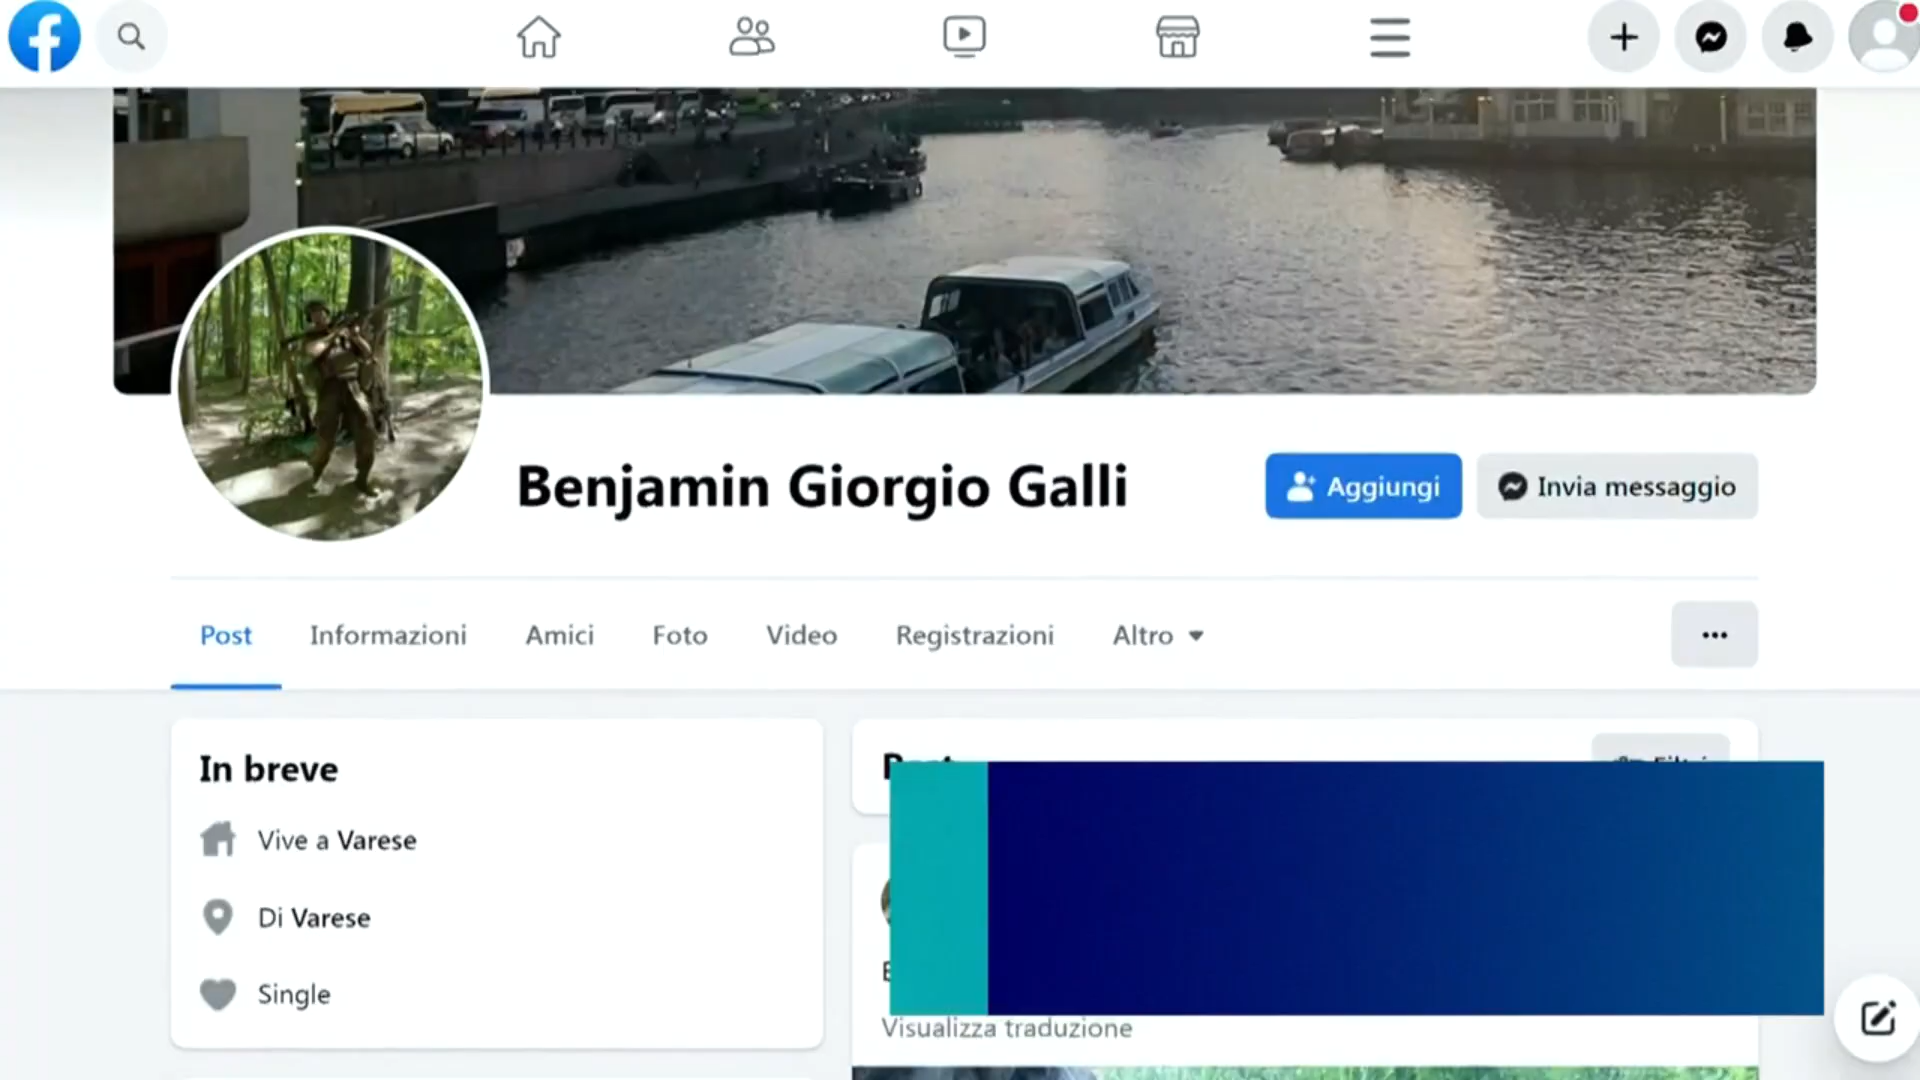 Benjamin Giorgio Galli
Aggiungi
Invia messaggio
Post
Informazioni
Amici
Foto
Video
Registrazioni
Altro
In breve
Vive a Varese
Di Varese
Single
Visualizza traduzione